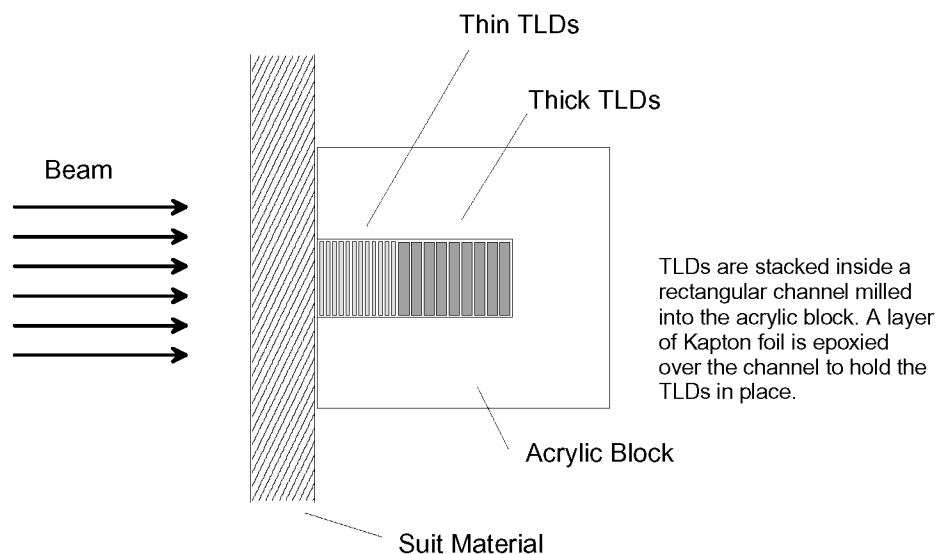 Thin TLDs
Thick TLDs
Beam
TLDs are stacked inside a
rectangular channel milled
into the acrylic block. A layer
of Kapton foil is epoxied
over the channel to hold the
TLDs in place.
Acrylic Block
Suit Material